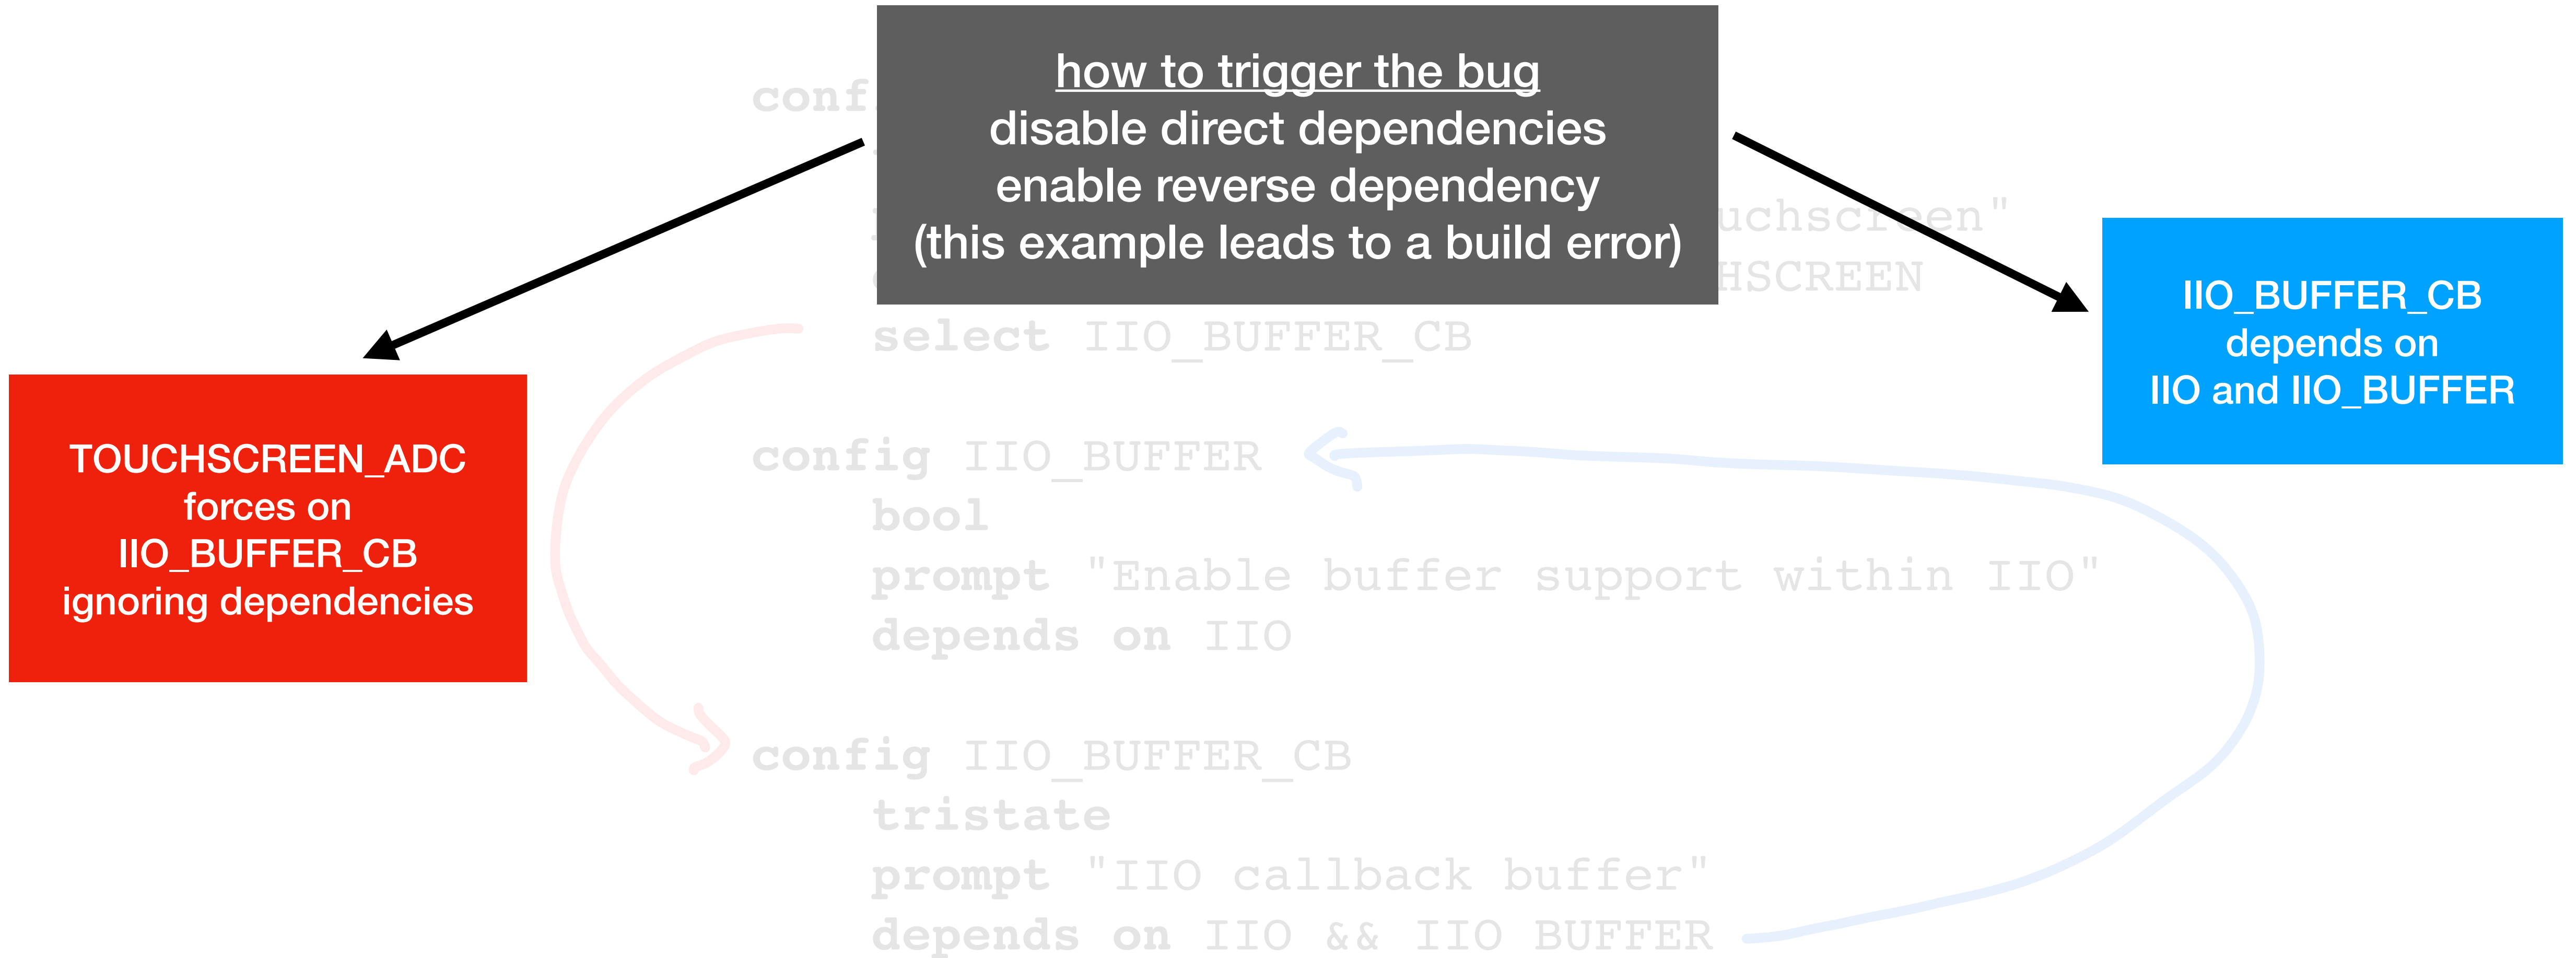 how to trigger the bug
disable direct dependencies
enable reverse dependency
(this example leads to a build error)
TOUCHSCREEN_ADC
forces on
IIO_BUFFER_CB
ignoring dependencies
IIO_BUFFER_CB
depends on
IIO and IIO_BUFFER
select IIO_BUFFER_CB
config IIO_BUFFER
bool
prompt "Enable buffer support within IIO"
depends on IIO
config IIO_BUFFER_CB
tristate
prompt "IIO callback buffer"
depends on IIO && IIO BUFFER